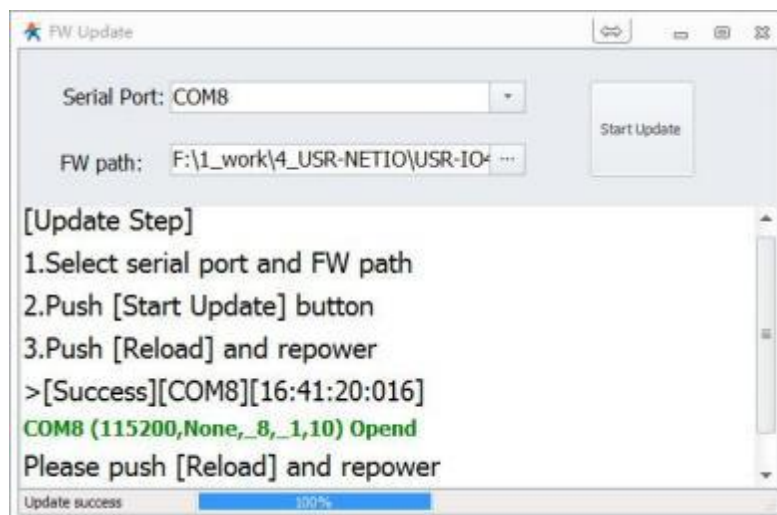 FW Update
Serial Port: COM8
Start Update
FW path: F:\1_work\4_USR-NETIO\USR-IO4 ...
[Update Step]
1.Select serial port and FW path
2.Push [Start Update] button
3.Push [Reload] and repower
>[Success][COM8][16:41:20:016]
COM8 (115200,None,_8,_1,10) Opend
Please push [Reload] and repower
Update success 100%